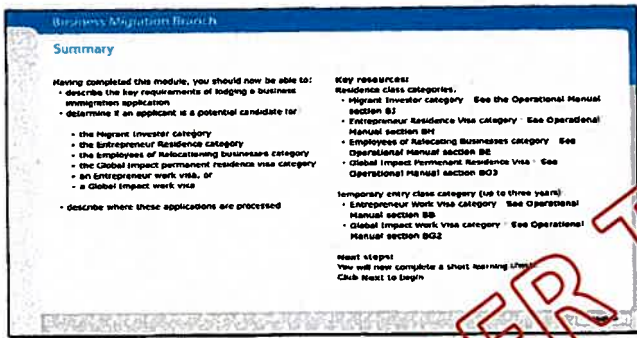 Business Migration Branch
Summary
Having completed this module, you should now be able to:
• describe the key requirements of lodging a business
immigration application
• determine if an applicant is a potential candidate for
• the Migrant Investor category
• the Entrepreneur Residence category
• the Employees of Relocationing businesses category
• the Global Impact permanent residence visa category
• an Entrepreneur work visa, or
• a Global Impact work visa
• describe where these applications are processed
Key resources:
Residence class categories,
• Migrant Investor category See the Operational Manual
section BJ
• Entrepreneur Residence Visa category See Operational
Manual section BH
• Employees of Relocating Businesses category See
Operational Manual section BE
• Global Impact Permanent Residence Visa See
Operational Manual section BG3
Temporary entry class category (up to three years)
• Entrepreneur Work Visa category See Operational
Manual section BB
• Global Impact Work Visa category See Operational
Manual section BG2
Next steps:
You will now complete a short learning check
Click Next to begin
ER T